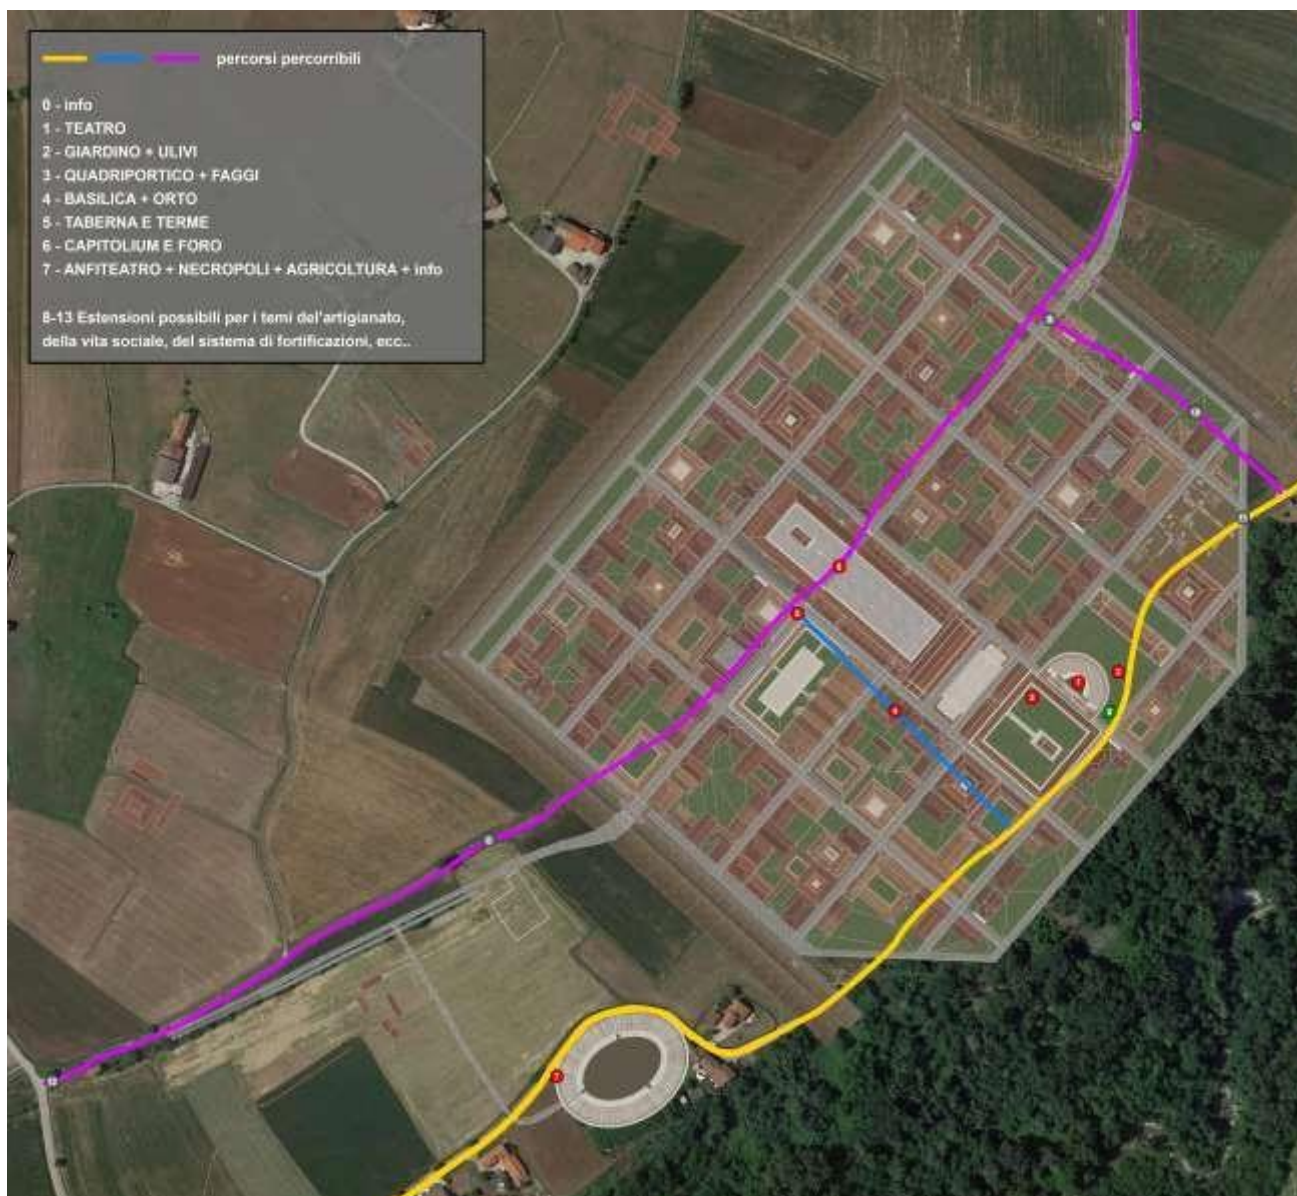 percorsi percorribili
0 - info
1 - TEATRO
2 - GIARDINO + ULIVI
3 - QUADRIPORTICO + FAGGI
4 - BASILICA + ORTO
5 - TABERNA E TERME
6 - CAPITOLIUM E FORO
7 - ANFITEATRO + NECROPOLI + AGRICOLTURA + info
8-13 Estensioni possibili per i temi del'artigianato,
della vita sociale, del sistema di fortificazioni, ecc..